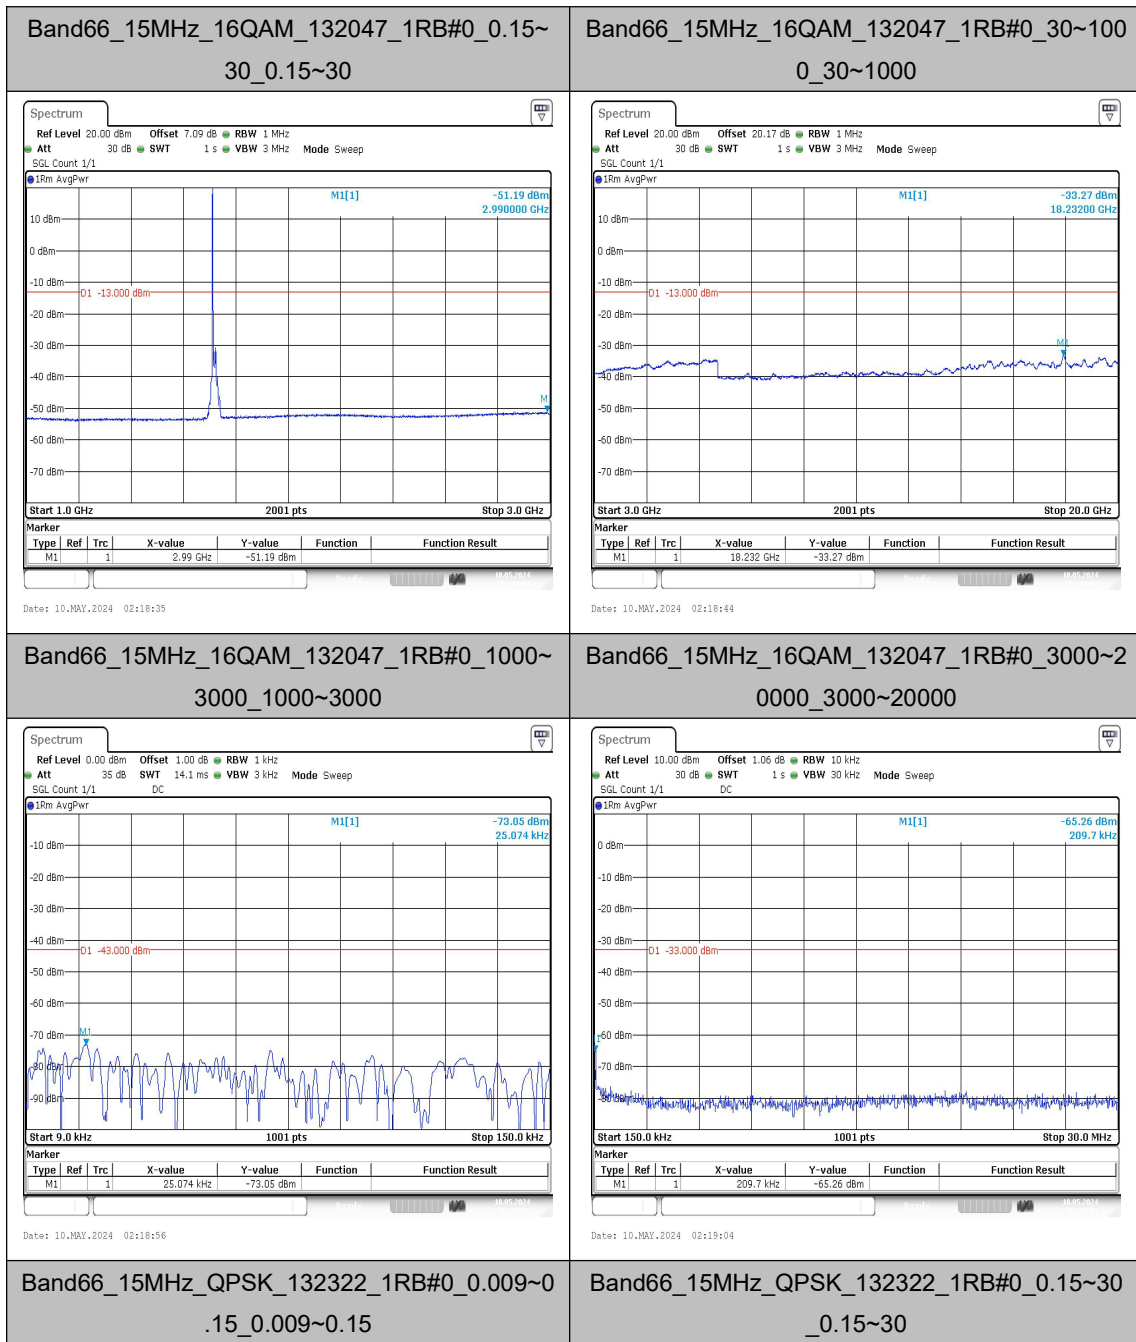 Band66_15MHz_16QAM_132047_1RB#0_0.15~
30_0.15~30
Band66_15MHz_16QAM_132047_1RB#0_30~100
0_30~1000
Spectrum
Ref Level 20.00 dBm Offset 7.09 dB RBW 1 MHz
Att 30 dB SWT 1 s VBW 3 MHz Mode Sweep
SGL Count 1/1
1Rm AvgPwr
M1[1] -51.19 dBm
2.990000 GHz
10 dBm
0 dBm
-10 dBm
D1 -13.000 dBm
-20 dBm
-30 dBm
-40 dBm
-50 dBm
M
-60 dBm
-70 dBm
Start 1.0 GHz 2001 pts Stop 3.0 GHz
Marker
Type Ref Trc X-value Y-value Function Function Result
M1 1 2.99 GHz -51.19 dBm
10.05.2024
Date: 10.MAY.2024 02:18:35
Spectrum
Ref Level 20.00 dBm Offset 20.17 dB RBW 1 MHz
Att 30 dB SWT 1 s VBW 3 MHz Mode Sweep
SGL Count 1/1
1Rm AvgPwr
M1[1] -33.27 dBm
18.23200 GHz
10 dBm
0 dBm
-10 dBm
D1 -13.000 dBm
-20 dBm
-30 dBm
M1
-40 dBm
-50 dBm
-60 dBm
-70 dBm
Start 3.0 GHz 2001 pts Stop 20.0 GHz
Marker
Type Ref Trc X-value Y-value Function Function Result
M1 1 18.232 GHz -33.27 dBm
Ready 10.05.2024
Date: 10.MAY.2024 02:18:44
Band66_15MHz_16QAM_132047_1RB#0_1000~
3000_1000~3000
Band66_15MHz_16QAM_132047_1RB#0_3000~2
0000_3000~20000
Spectrum
Ref Level 0.00 dBm Offset 1.00 dB RBW 1 kHz
Att 35 dB SWT 14.1 ms VBW 3 kHz Mode Sweep
SGL Count 1/1 DC
1Rm AvgPwr
M1[1] -73.05 dBm
25.074 kHz
-10 dBm
-20 dBm
-30 dBm
-40 dBm
D1 -43.000 dBm
-50 dBm
-60 dBm
-70 dBm
M1
-80 dBm
-90 dBm
Start 9.0 kHz 1001 pts Stop 150.0 kHz
Marker
Type Ref Trc X-value Y-value Function Function Result
M1 1 25.074 kHz -73.05 dBm
10.05.2024
Date: 10.MAY.2024 02:18:56
Spectrum
Ref Level 10.00 dBm Offset 1.06 dB RBW 10 kHz
Att 30 dB SWT 1 s VBW 30 kHz Mode Sweep
SGL Count 1/1 DC
1Rm AvgPwr
M1[1] -65.26 dBm
209.7 kHz
0 dBm
-10 dBm
-20 dBm
-30 dBm
D1 -33.000 dBm
-40 dBm
-50 dBm
-60 dBm
-70 dBm
-80 dBm
Start 150.0 kHz 1001 pts Stop 30.0 MHz
Marker
Type Ref Trc X-value Y-value Function Function Result
M1 1 209.7 kHz -65.26 dBm
10.05.2024
Date: 10.MAY.2024 02:19:04
Band66_15MHz_QPSK_132322_1RB#0_0.009~0
.15_0.009~0.15
Band66_15MHz_QPSK_132322_1RB#0_0.15~30
_0.15~30